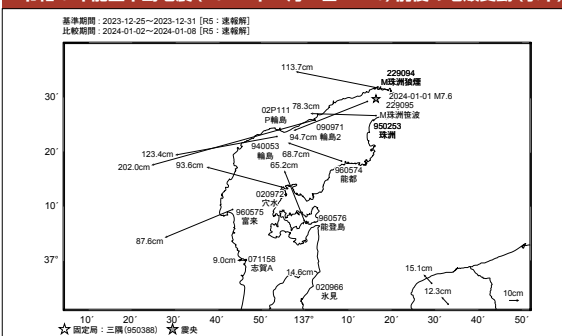 基準期間：2023-12-25～2023-12-31 [R5：速報解]
比較期間：2024-01-02～2024-01-08 [R5：速報解]
113.7cm
229094
M珠洲狼煙
2024-01-01 M7.6
30´
02P111
P輪島
78.3cm
229095
M珠洲笹波
090971
輪島2
94.7cm
950253
珠洲
940053
輪島
20´
123.4cm
68.7cm
202.0cm
93.6cm
65.2cm
960574
能都
020972
穴水
10´
960575
富来
960576
能登島
87.6cm
37°
9.0cm
071158
志賀A
14.6cm
15.1cm
020966
氷見
12.3cm
10cm
10´ 20´ 30´ 40´ 50´ 137° 10´ 20´ 30´ 40´ 50´
☆ 固定局：三隅(950388) ★ 震央